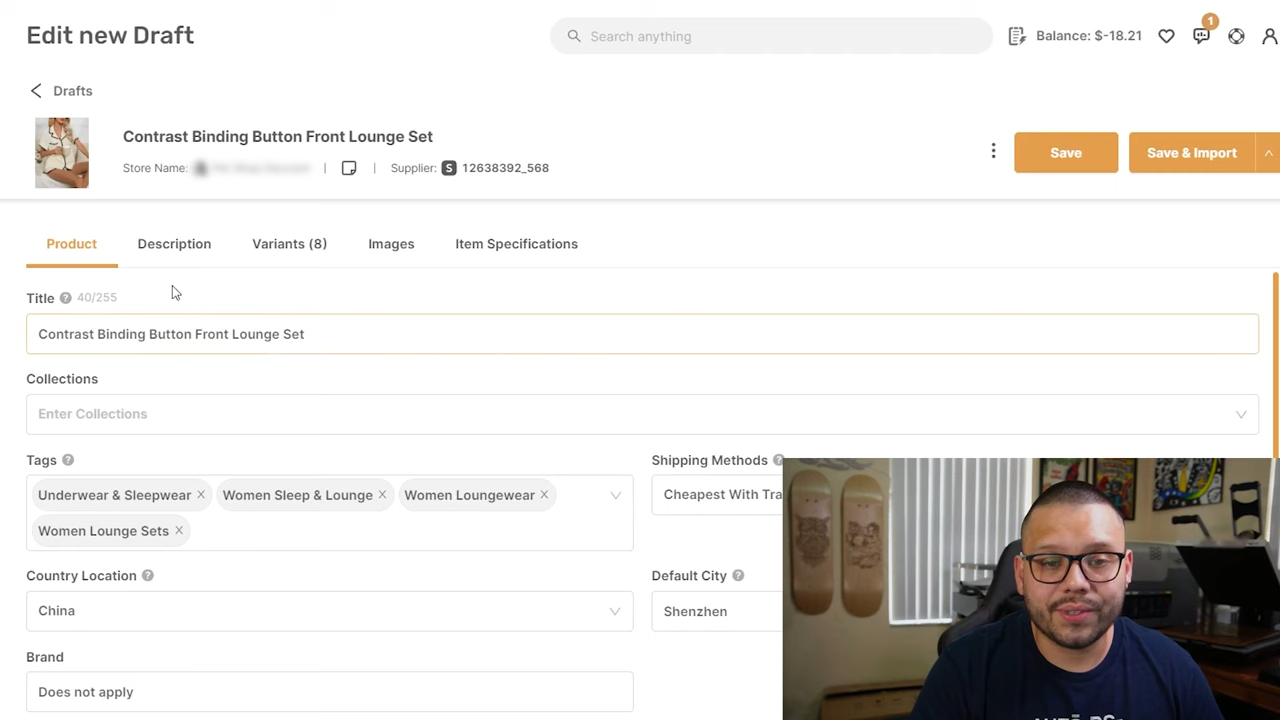 Edit new Draft
Search anything
Balance: $-18.21
1
Drafts
Contrast Binding Button Front Lounge Set
Store Name:
Supplier: S 12638392_568
Save
Save & Import
Product
Description
Variants (8)
Images
Item Specifications
Title ? 40/255
Contrast Binding Button Front Lounge Set
Collections
Enter Collections
Tags ?
Shipping Methods ?
Underwear & Sleepwear
Women Sleep & Lounge
Women Loungewear
Women Lounge Sets
Cheapest With Tra
Country Location ?
Default City ?
China
Shenzhen
Brand
Does not apply